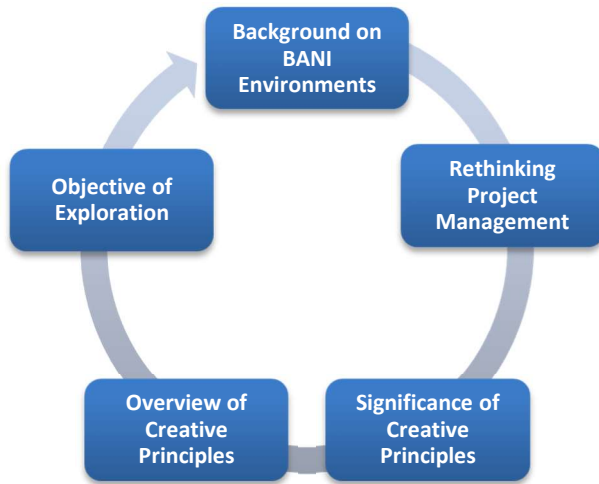 Background on
BANI
Environments
Rethinking
Project
Management
Significance of
Creative
Principles
Overview of
Creative
Principles
Objective of
Exploration